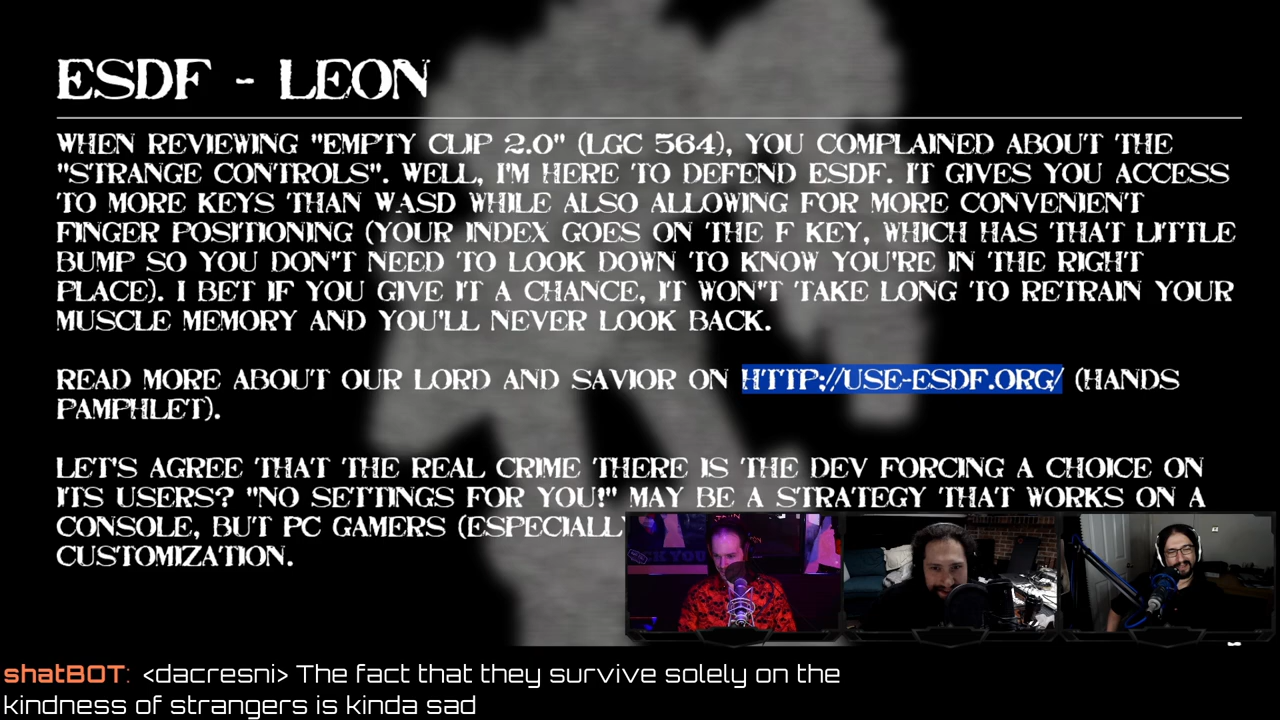 ESDF - LEON
WHEN REVIEWING "EMPTY CLIP 2.0" (LGC 564), YOU COMPLAINED ABOUT THE
"STRANGE CONTROLS". WELL, I'M HERE TO DEFEND ESDF. IT GIVES YOU ACCESS
TO MORE KEYS THAN WASD WHILE ALSO ALLOWING FOR MORE CONVENIENT
FINGER POSITIONING (YOUR INDEX GOES ON THE F KEY, WHICH HAS THAT LITTLE
BUMP SO YOU DON'T NEED TO LOOK DOWN TO KNOW YOU'RE IN THE RIGHT
PLACE). I BET IF YOU GIVE IT A CHANCE, IT WON'T TAKE LONG TO RETRAIN YOUR
MUSCLE MEMORY AND YOU'LL NEVER LOOK BACK.
READ MORE ABOUT OUR LORD AND SAVIOR ON HTTP://USE-ESDF.ORG/ (HANDS
PAMPHLET).
LET'S AGREE THAT THE REAL CRIME THERE IS THE DEV FORCING A CHOICE ON
ITS USERS? "NO SETTINGS FOR YOU!" MAY BE A STRATEGY THAT WORKS ON A
CONSOLE, BUT PC GAMERS (ESPECIALLY
CUSTOMIZATION.
shatBOT: <dacresni> The fact that they survive solely on the
kindness of strangers is kinda sad